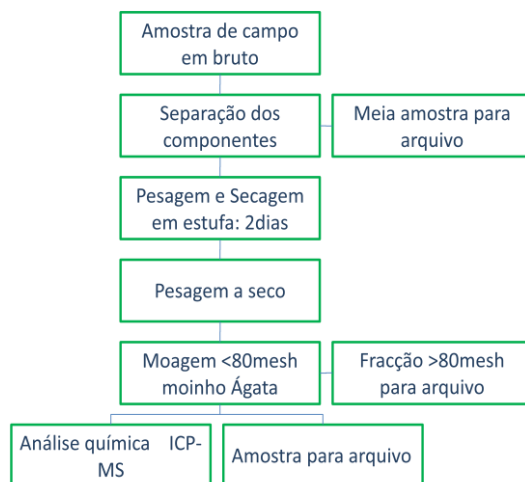 Amostra de campo
em bruto
Separação dos
componentes
Meia amostra para
arquivo
Pesagem e Secagem
em estufa: 2dias
Pesagem a seco
Moagem <80mesh
moinho Ágata
Fracção >80mesh
para arquivo
Análise química ICP-
MS
Amostra para arquivo